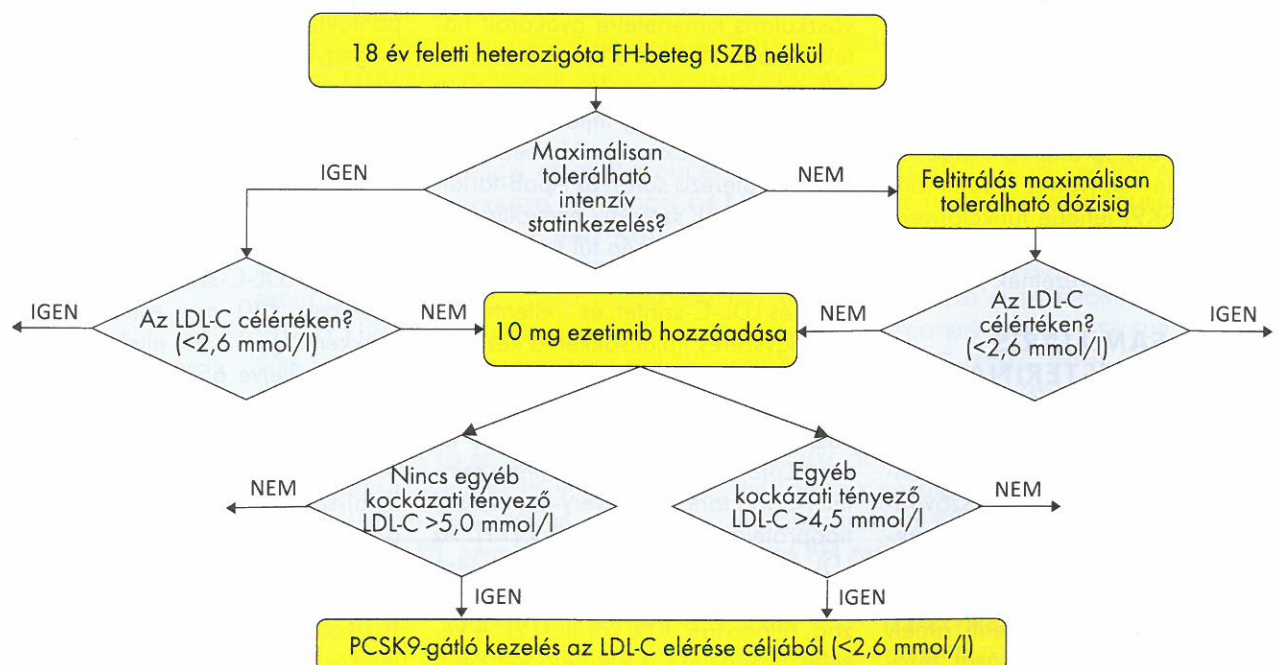 18 év feletti heterozigóta FH-beteg ISZB nélkül
IGEN
Maximálisan
tolerálható
intenzív
statinkezelés?
NEM
Feltitrálás maximálisan
tolerálható dózisig
IGEN
Az LDL-C célértéken?
(<2,6 mmol/l)
NEM
10 mg ezetimib hozzáadása
NEM
Az LDL-C
célértéken?
(<2,6 mmol/l)
IGEN
NEM
Nincs egyéb
kockázati tényező
LDL-C >5,0 mmol/l
Egyéb
kockázati tényező
LDL-C >4,5 mmol/l
NEM
IGEN
IGEN
PCSK9-gátló kezelés az LDL-C elérése céljából (<2,6 mmol/l)